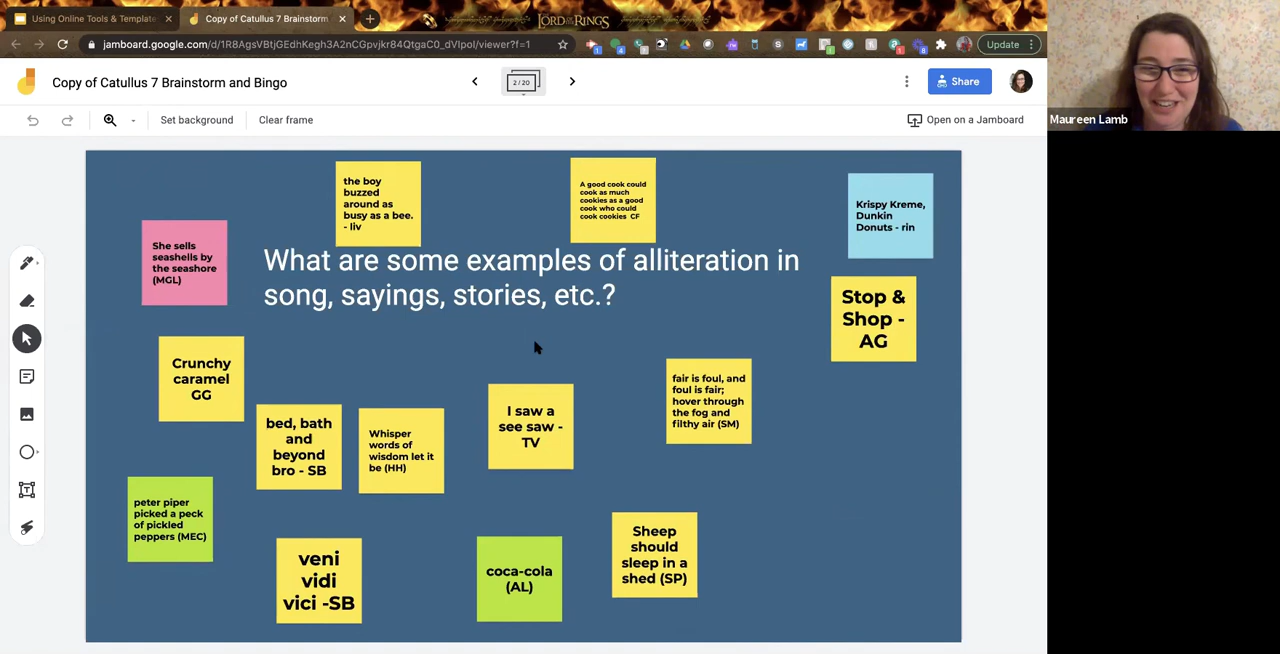 Using Online Tools & Template
Copy of Catullus 7 Brainstorm
LORD OF THE RINGS
jamboard.google.com/d/1R8AgsVBtjGEdhKegh3A2nCGpvjkr84QtgaC0_dVIpoI/viewer?f=1
Update
Copy of Catullus 7 Brainstorm and Bingo
2 / 20
Share
Set background
Clear frame
Open on a Jamboard
Maureen Lamb
the boy
buzzed
around as
busy as a bee.
- liv
A good cook could
cook as much
cookies as a good
cook who could
cook cookies CF
Krispy Kreme,
Dunkin
Donuts - rin
She sells
seashells by
the seashore
(MGL)
What are some examples of alliteration in
song, sayings, stories, etc.?
Stop &
Shop -
AG
Crunchy
caramel
GG
bed, bath
and
beyond
bro - SB
Whisper
words of
wisdom let it
be (HH)
I saw a
see saw -
TV
fair is foul, and
foul is fair;
hover through
the fog and
filthy air (SM)
peter piper
picked a peck
of pickled
peppers (MEC)
veni
vidi
vici -SB
coca-cola
(AL)
Sheep
should
sleep in a
shed (SP)